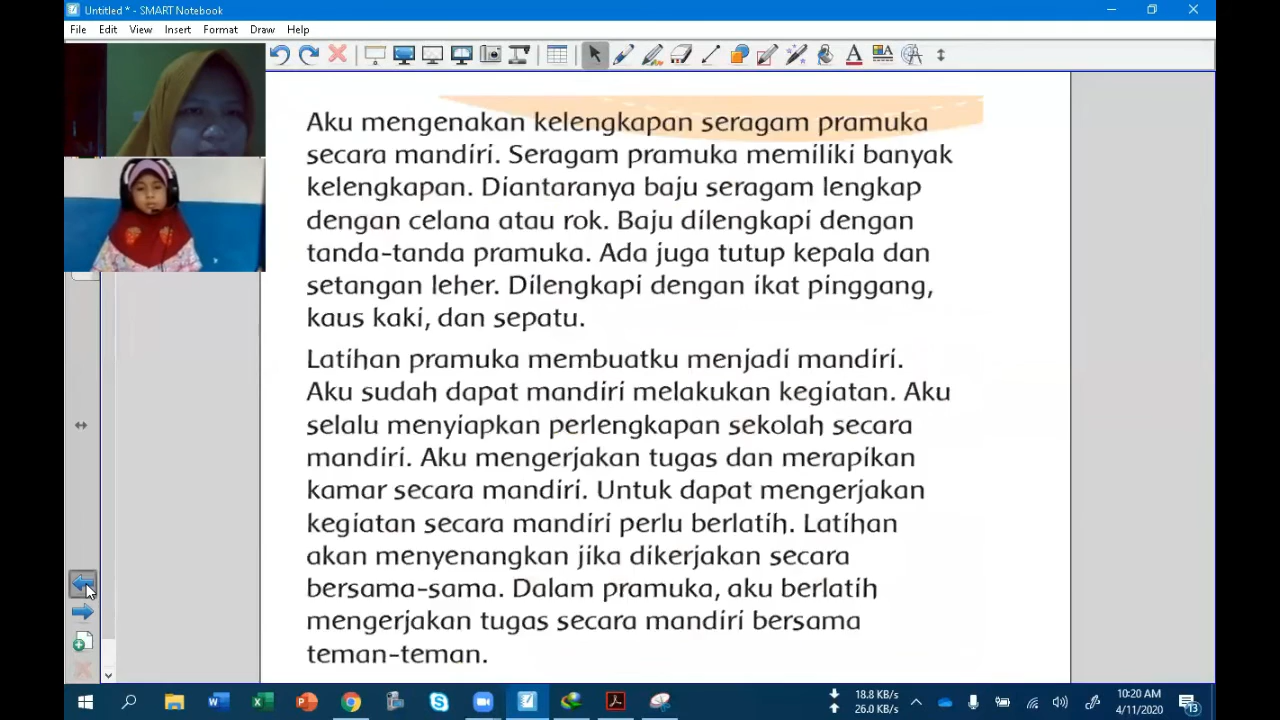 Untitled * - SMART Notebook
File Edit View Insert Format Draw Help
Aku mengenakan kelengkapan seragam pramuka
secara mandiri. Seragam pramuka memiliki banyak
kelengkapan. Diantaranya baju seragam lengkap
dengan celana atau rok. Baju dilengkapi dengan
tanda-tanda pramuka. Ada juga tutup kepala dan
setangan leher. Dilengkapi dengan ikat pinggang,
kaus kaki, dan sepatu.
Latihan pramuka membuatku menjadi mandiri.
Aku sudah dapat mandiri melakukan kegiatan. Aku
selalu menyiapkan perlengkapan sekolah secara
mandiri. Aku mengerjakan tugas dan merapikan
kamar secara mandiri. Untuk dapat mengerjakan
kegiatan secara mandiri perlu berlatih. Latihan
akan menyenangkan jika dikerjakan secara
bersama-sama. Dalam pramuka, aku berlatih
mengerjakan tugas secara mandiri bersama
teman-teman.
18.8 KB/s
26.0 KB/s
10:20 AM
4/11/2020
13